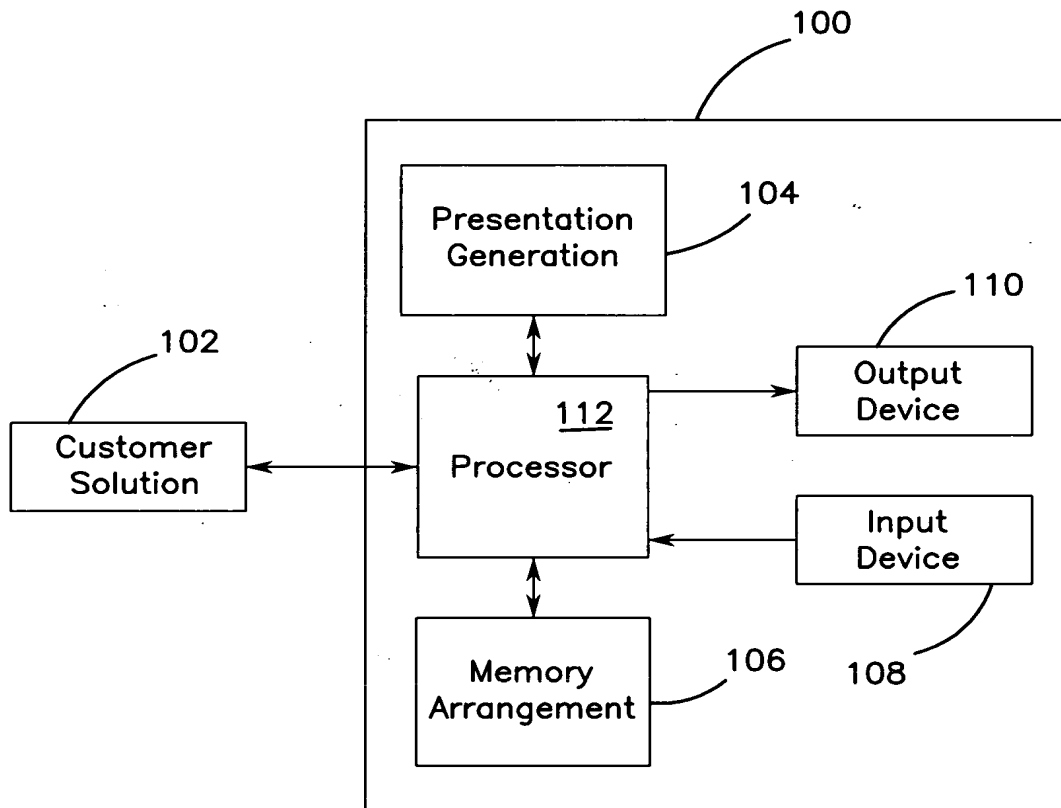 100
Presentation
Generation
104
110
102
Output
Device
Customer
Solution
112
Processor
Input
Device
Memory
Arrangement
106
108